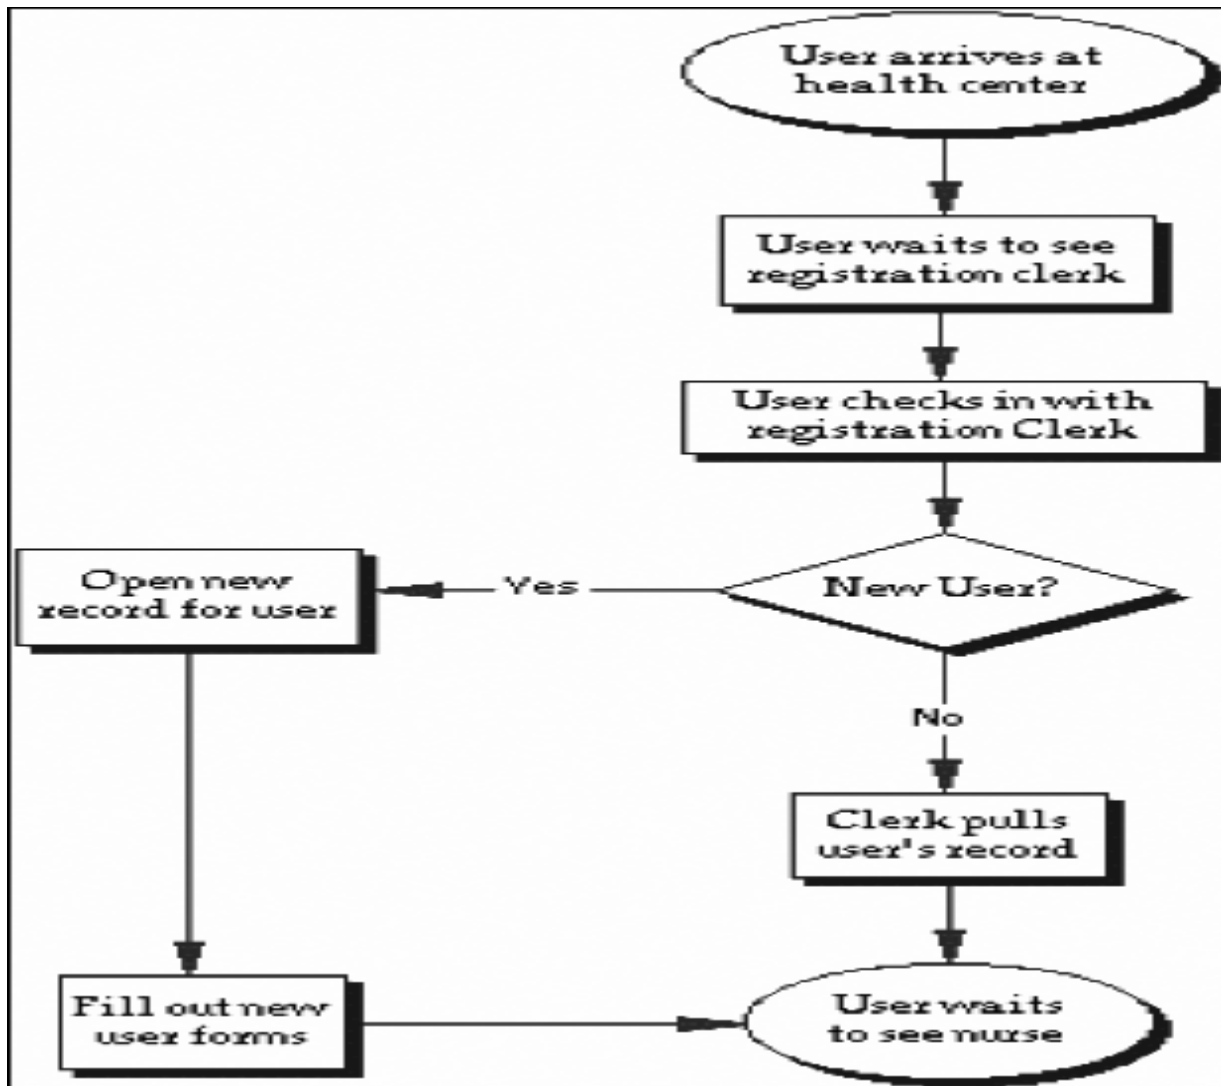 User arrives at
health center
User waits to see
registration clerk
User checks in with
registration Clerk
New User?
Yes
Open new
record for user
No
Clerk pulls
user's record
Fill out new
user forms
User waits
to see nurse